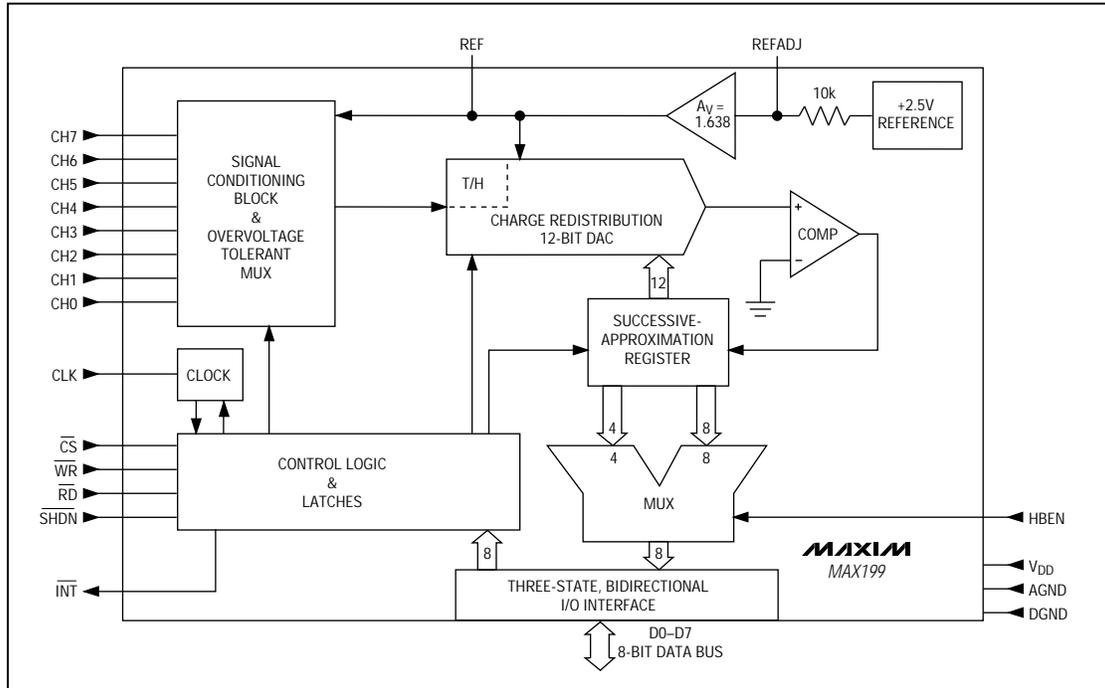 REF
REFADJ
10k
+2.5V
REFERENCE
AV =
1.638
CH7
CH6
CH5
CH4
CH3
CH2
CH1
CH0
SIGNAL
CONDITIONING
BLOCK
&
OVERVOLTAGE
TOLERANT
MUX
T/H
CHARGE REDISTRIBUTION
12-BIT DAC
+
COMP
–
12
SUCCESSIVE-
APPROXIMATION
REGISTER
CLK
CLOCK
4
8
4
8
MUX
CS
WR
RD
SHDN
CONTROL LOGIC
&
LATCHES
HBEN
8
8
MAXIM
MAX199
INT
THREE-STATE, BIDIRECTIONAL
I/O INTERFACE
VDD
AGND
DGND
D0–D7
8-BIT DATA BUS